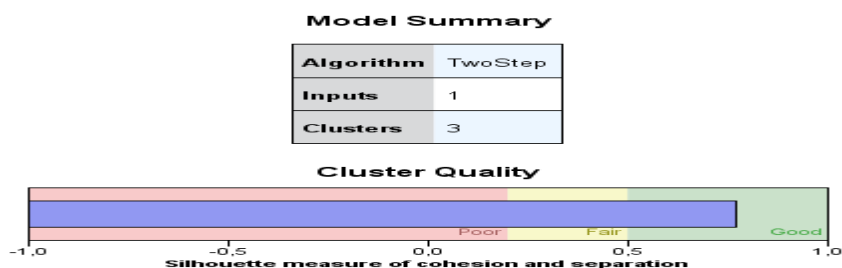 Model Summary
Algorithm TwoStep
Inputs 1
Clusters 3
Cluster Quality
Poor Fair Good
-1,0 -0,5 0,0 0,5 1,0
Silhouette measure of cohesion and separation